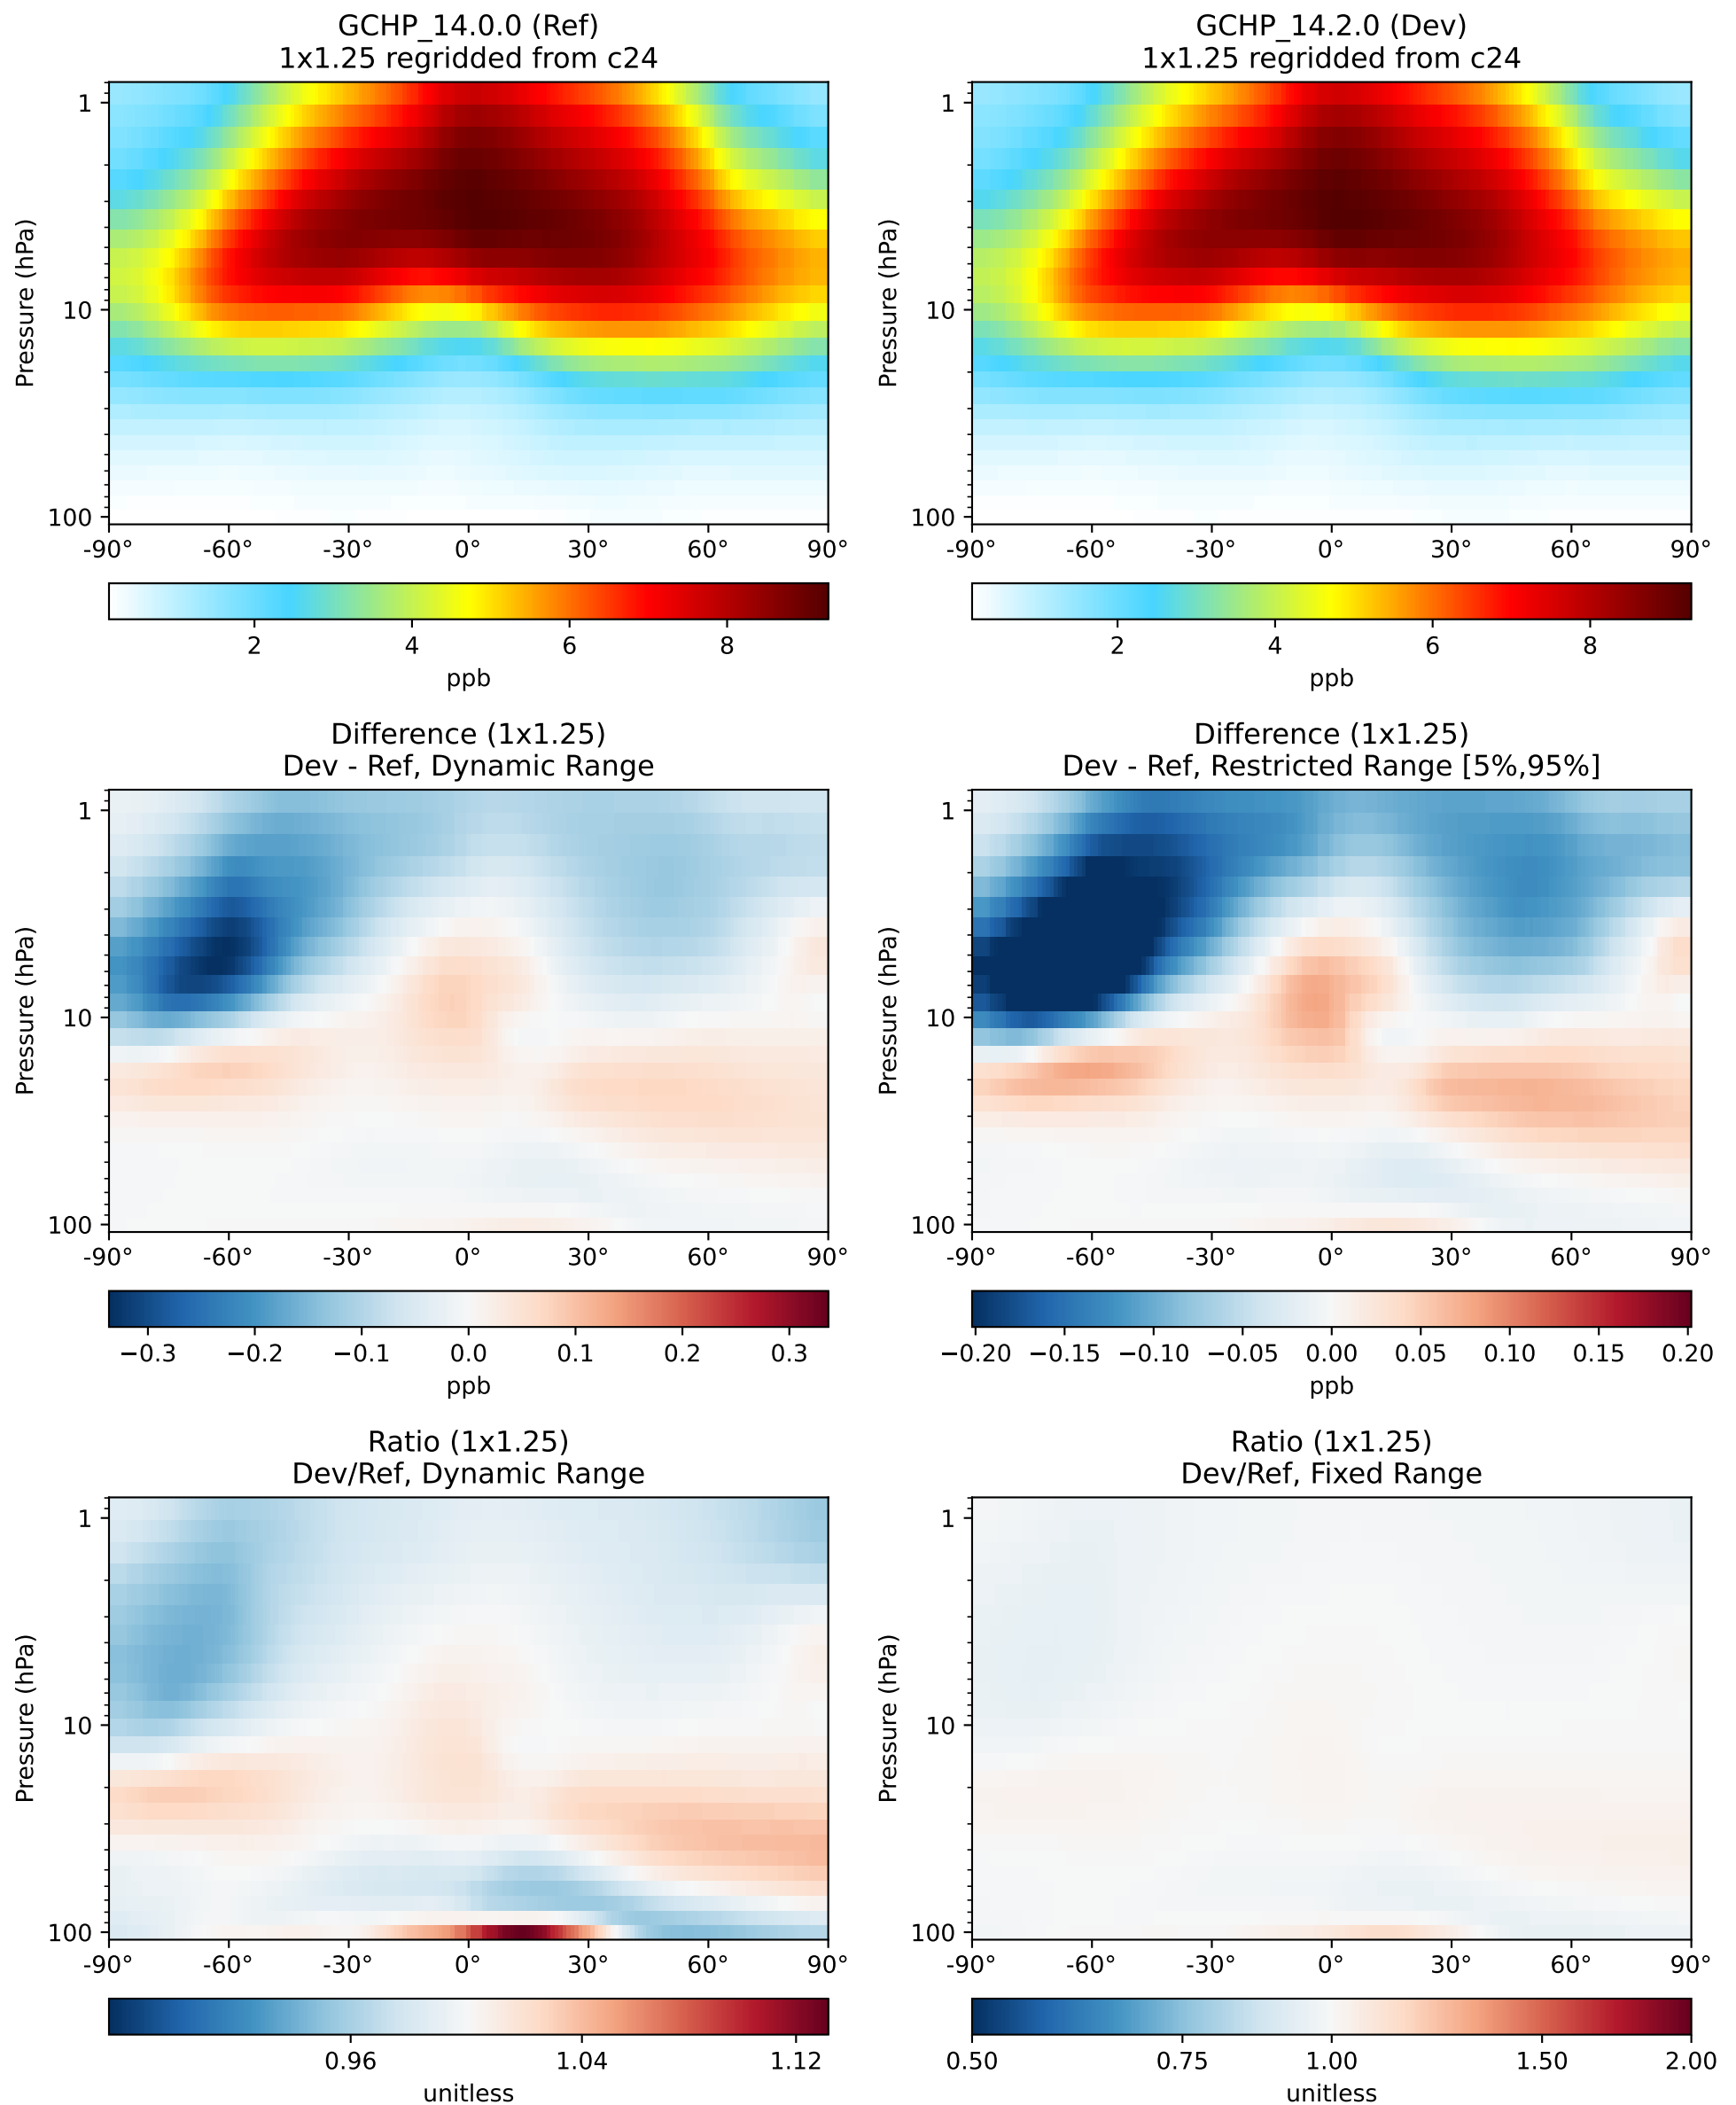 GCHP_14.0.0 (Ref)
1x1.25 regridded from c24
GCHP_14.2.0 (Dev)
1x1.25 regridded from c24
Pressure (hPa)
1
10
100
-90° -60° -30° 0° 30° 60° 90°
2 4 6 8
ppb
Pressure (hPa)
1
10
100
-90° -60° -30° 0° 30° 60° 90°
2 4 6 8
ppb
Difference (1x1.25)
Dev - Ref, Dynamic Range
Difference (1x1.25)
Dev - Ref, Restricted Range [5%,95%]
Pressure (hPa)
1
10
100
-90° -60° -30° 0° 30° 60° 90°
−0.3 −0.2 −0.1 0.0 0.1 0.2 0.3
ppb
Pressure (hPa)
1
10
100
-90° -60° -30° 0° 30° 60° 90°
−0.20 −0.15 −0.10 −0.05 0.00 0.05 0.10 0.15 0.20
ppb
Ratio (1x1.25)
Dev/Ref, Dynamic Range
Ratio (1x1.25)
Dev/Ref, Fixed Range
Pressure (hPa)
1
10
100
-90° -60° -30° 0° 30° 60° 90°
0.96 1.04 1.12
unitless
Pressure (hPa)
1
10
100
-90° -60° -30° 0° 30° 60° 90°
0.50 0.75 1.00 1.50 2.00
unitless